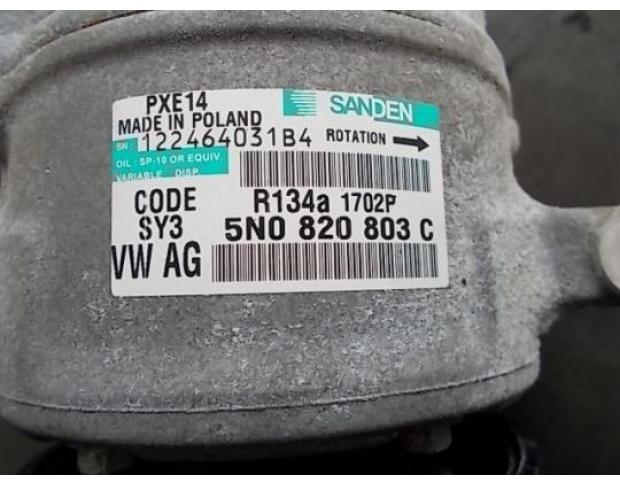 PXE14
SANDEN
MADE IN POLAND
SN: 122464031B4
ROTATION
OIL : SP-10 OR EQUIV.
VARIABLE DISP.
CODE
SY3
R134a 1702P
5N0 820 803 C
VW AG